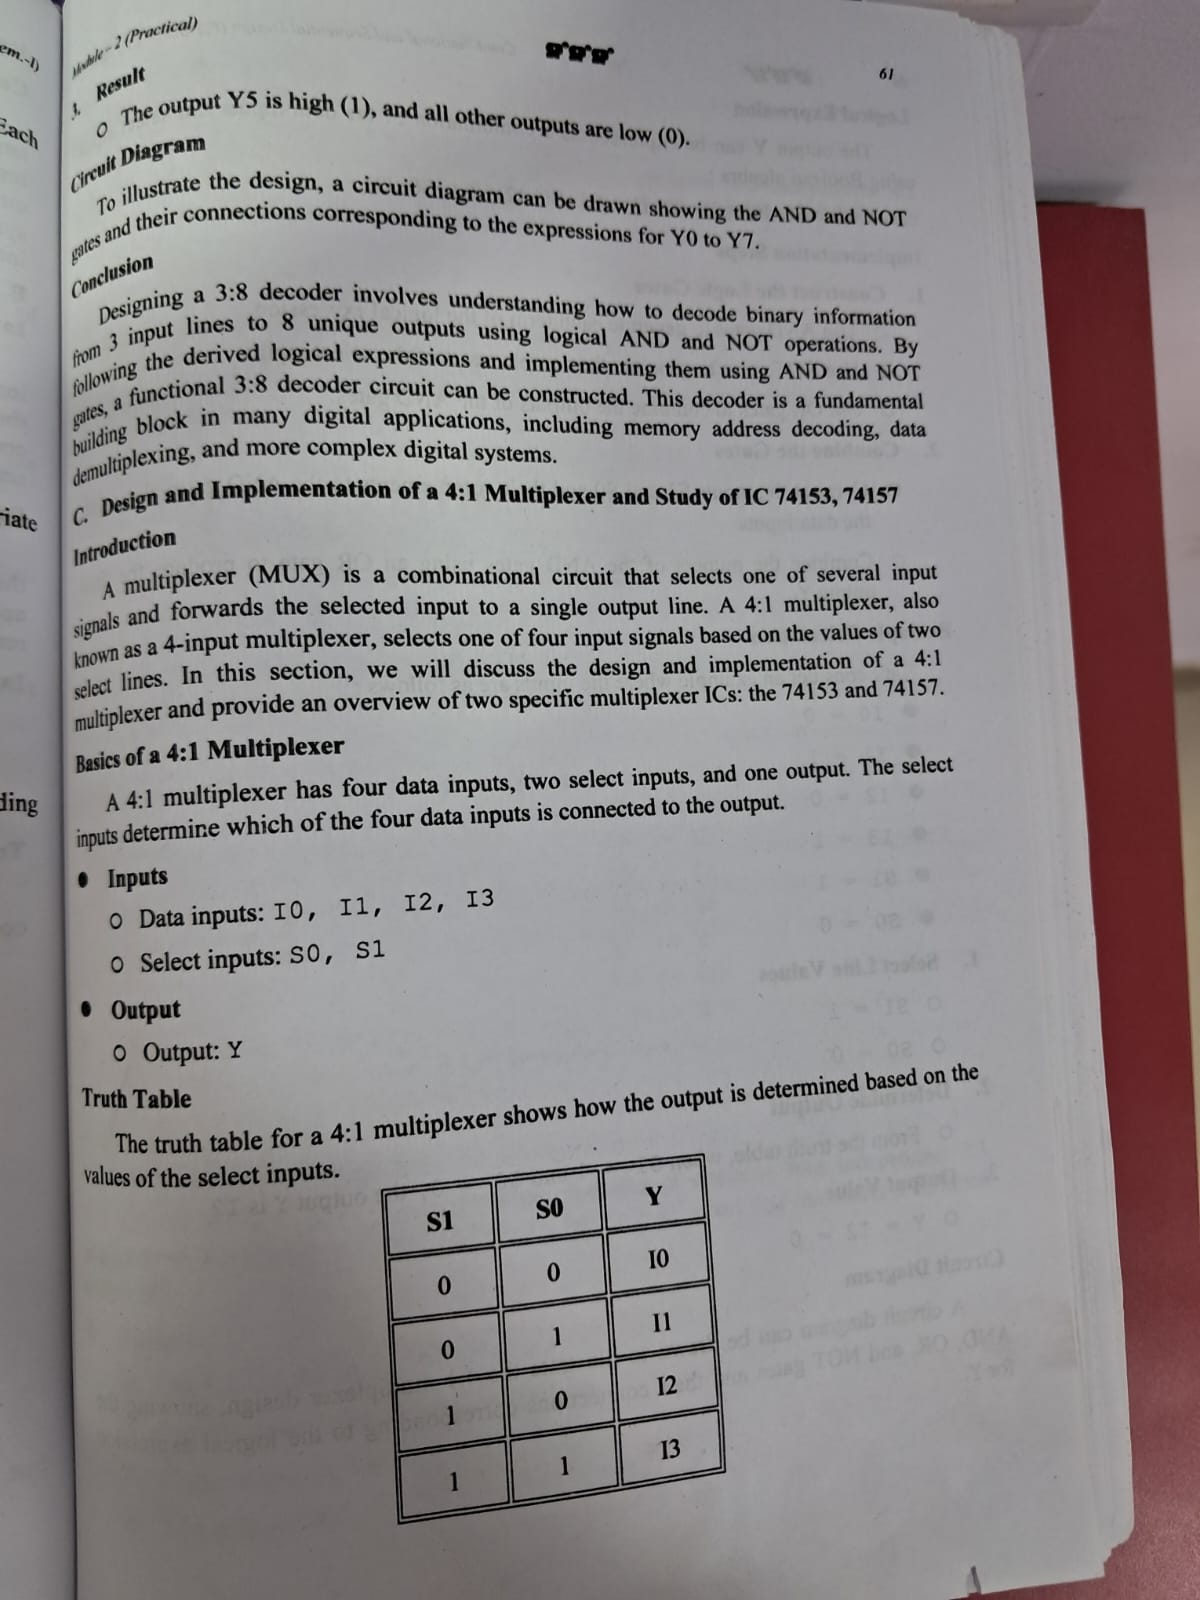 em.-I)
Each
riate
ding
Module – 2 (Practical)
61
3. Result
o The output Y5 is high (1), and all other outputs are low (0).
Circuit Diagram
To illustrate the design, a circuit diagram can be drawn showing the AND and NOT
gates and their connections corresponding to the expressions for Y0 to Y7.
Conclusion
Designing a 3:8 decoder involves understanding how to decode binary information
from 3 input lines to 8 unique outputs using logical AND and NOT operations. By
following the derived logical expressions and implementing them using AND and NOT
gates, a functional 3:8 decoder circuit can be constructed. This decoder is a fundamental
building block in many digital applications, including memory address decoding, data
demultiplexing, and more complex digital systems.
C. Design and Implementation of a 4:1 Multiplexer and Study of IC 74153, 74157
Introduction
A multiplexer (MUX) is a combinational circuit that selects one of several input
signals and forwards the selected input to a single output line. A 4:1 multiplexer, also
known as a 4-input multiplexer, selects one of four input signals based on the values of two
select lines. In this section, we will discuss the design and implementation of a 4:1
multiplexer and provide an overview of two specific multiplexer ICs: the 74153 and 74157.
Basics of a 4:1 Multiplexer
A 4:1 multiplexer has four data inputs, two select inputs, and one output. The select
inputs determine which of the four data inputs is connected to the output.
• Inputs
o Data inputs: I0, I1, I2, I3
o Select inputs: S0, S1
• Output
o Output: Y
Truth Table
The truth table for a 4:1 multiplexer shows how the output is determined based on the
values of the select inputs.
S1 S0 Y
0 0 I0
0 1 I1
1 0 I2
1 1 I3